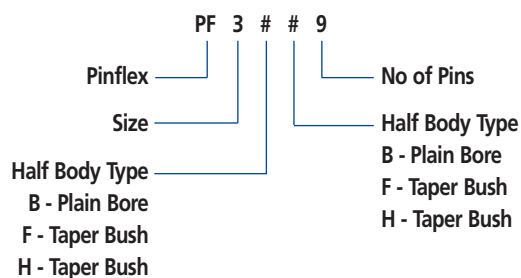 PF 3 # # 9
Pinflex
Size
Half Body Type
B - Plain Bore
F - Taper Bush
H - Taper Bush
No of Pins
Half Body Type
B - Plain Bore
F - Taper Bush
H - Taper Bush